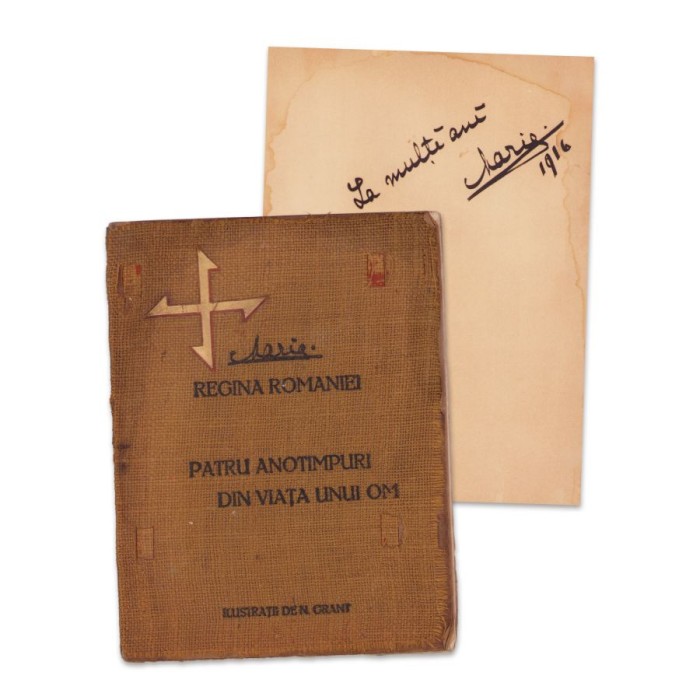 La mulți ani
Marie.
1916
Marie.
REGINA ROMANIEI
PATRU ANOTIMPURI
DIN VIAȚA UNUI OM
ILUSTRAȚII DE N. GRANT